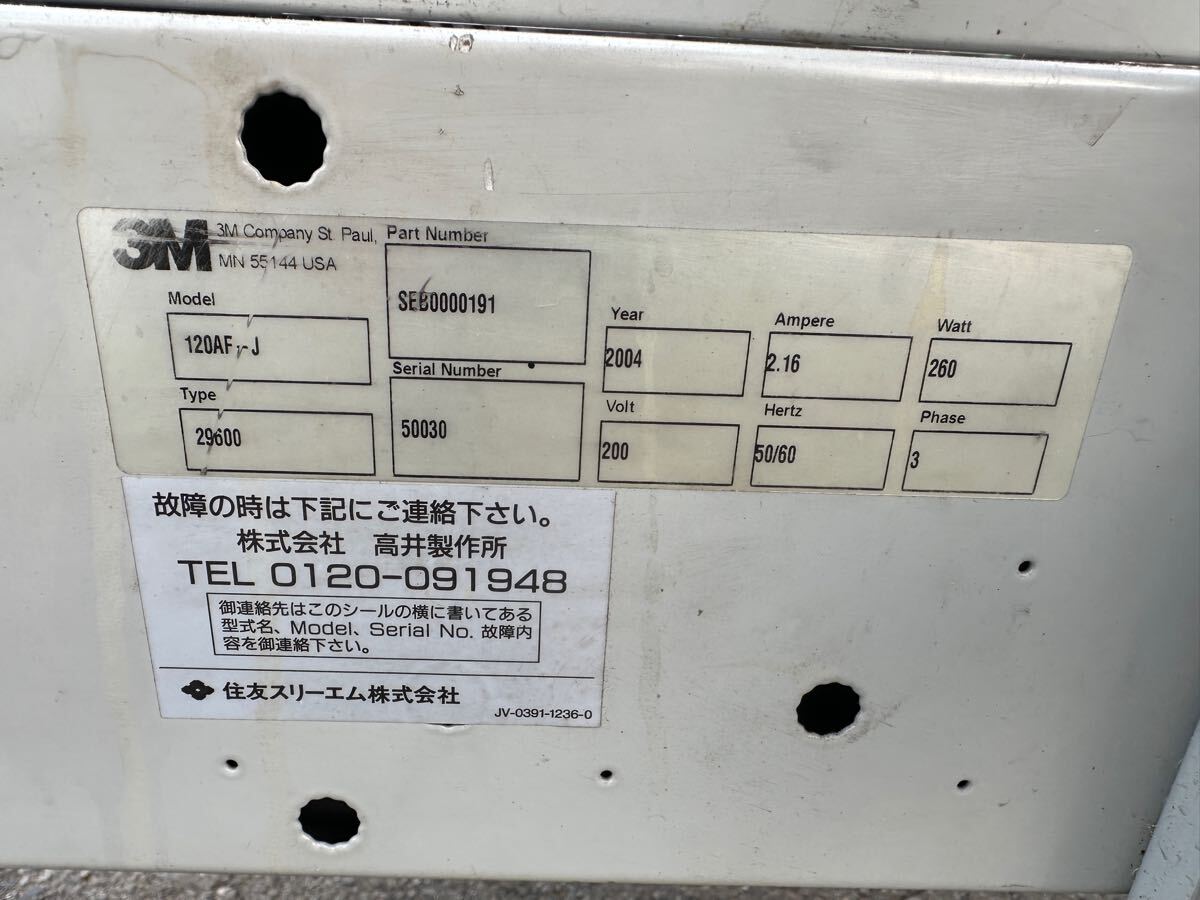 3M
3M Company St. Paul,
MN 55144 USA
Part Number
SEB0000191
Model
120AF-J
Serial Number
50030
Type
29600
Year
2004
Ampere
2.16
Watt
260
Volt
200
Hertz
50/60
Phase
3
故障の時は下記にご連絡下さい。
株式会社 高井製作所
TEL 0120-091948
御連絡先はこのシールの横に書いてある
型式名、Model、Serial No. 故障内
容を御連絡下さい。
住友スリーエム株式会社
JV-0391-1236-0